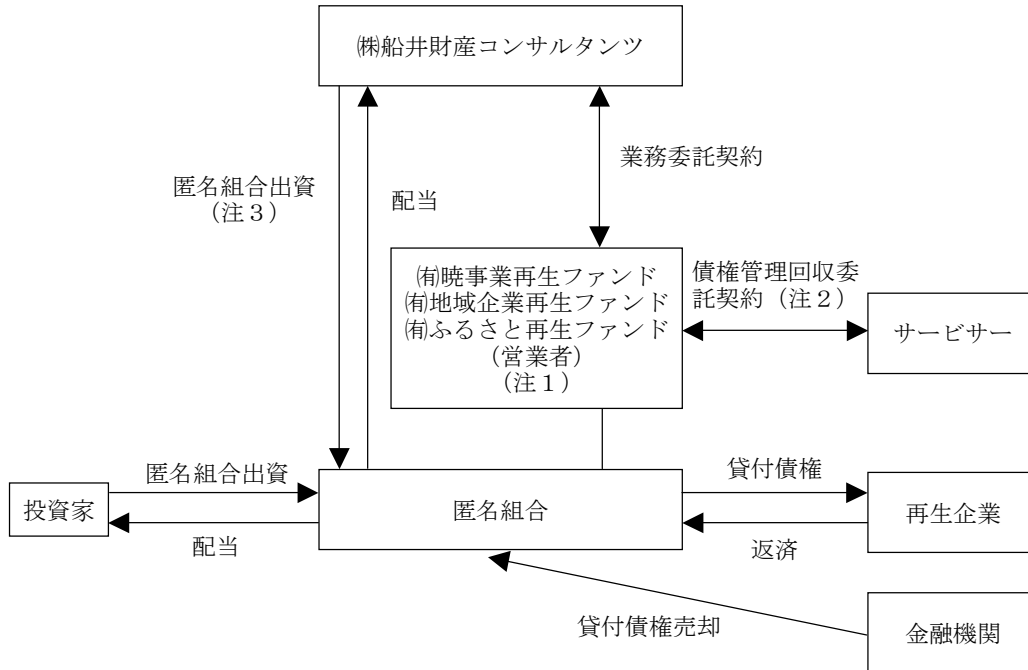 ㈱船井財産コンサルタンツ
業務委託契約
匿名組合出資
（注３）
配当
㈲暁事業再生ファンド
㈲地域企業再生ファンド
㈲ふるさと再生ファンド
（営業者）
（注１）
債権管理回収委
託契約（注２）
サービサー
匿名組合出資
投資家
配当
匿名組合
貸付債権
再生企業
返済
貸付債権売却
金融機関